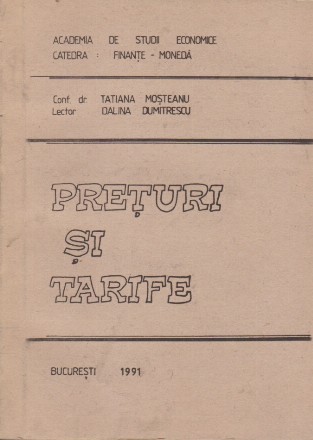 ACADEMIA DE STUDII ECONOMICE
CATEDRA : FINANȚE - MONEDĂ
Conf. dr. TATIANA MOȘTEANU
Lector DALINA DUMITRESCU
PREȚURI
ȘI
TARIFE
BUCUREȘTI 1991